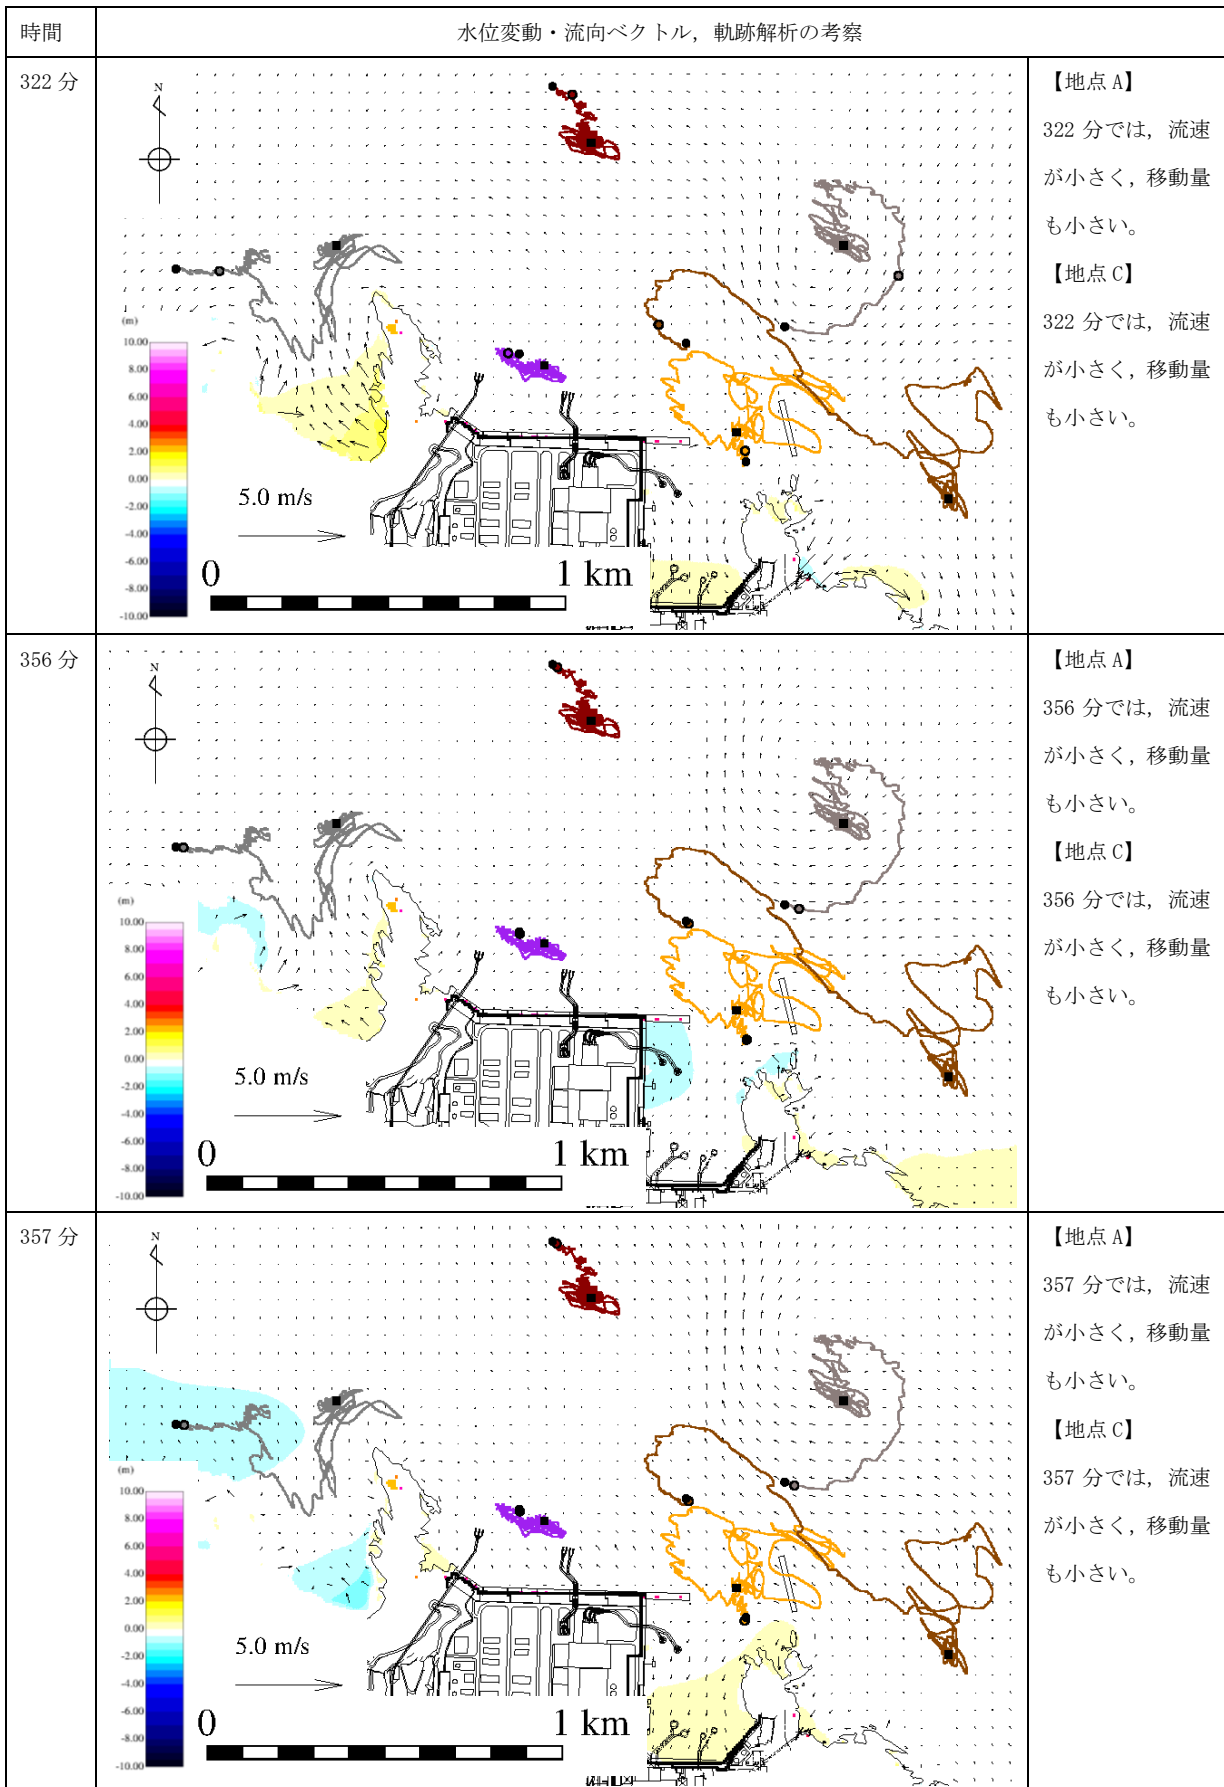 時間
水位変動・流向ベクトル，軌跡解析の考察
322 分
N
(m)
10.00
8.00
6.00
4.00
2.00
0.00
-2.00
-4.00
-6.00
-8.00
-10.00
5.0 m/s
0
1 km
【地点 A】
322 分では，流速
が小さく，移動量
も小さい。
【地点 C】
322 分では，流速
が小さく，移動量
も小さい。
356 分
N
(m)
10.00
8.00
6.00
4.00
2.00
0.00
-2.00
-4.00
-6.00
-8.00
-10.00
5.0 m/s
0
1 km
【地点 A】
356 分では，流速
が小さく，移動量
も小さい。
【地点 C】
356 分では，流速
が小さく，移動量
も小さい。
357 分
N
(m)
10.00
8.00
6.00
4.00
2.00
0.00
-2.00
-4.00
-6.00
-8.00
-10.00
5.0 m/s
0
1 km
【地点 A】
357 分では，流速
が小さく，移動量
も小さい。
【地点 C】
357 分では，流速
が小さく，移動量
も小さい。